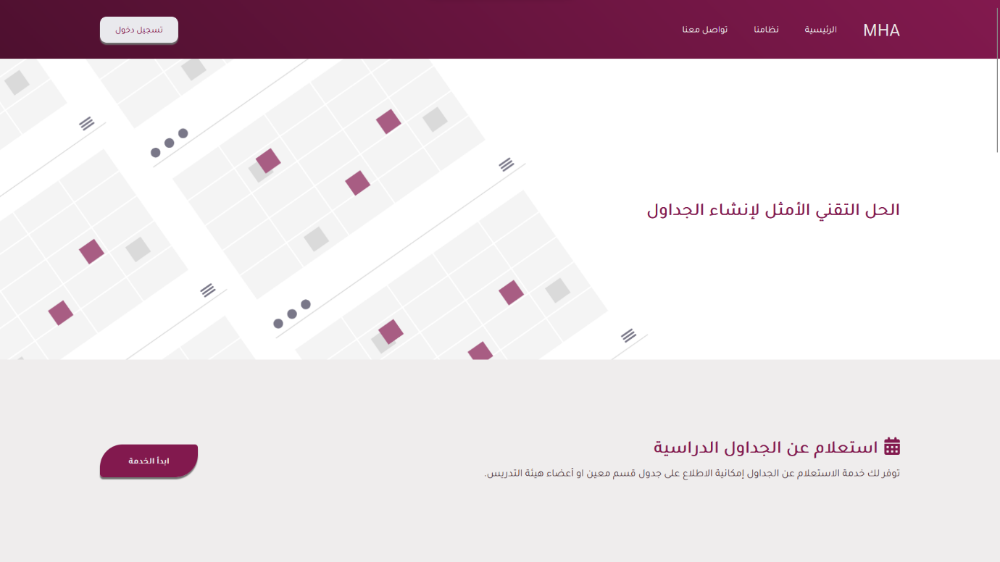 MHA
الرئيسية
نظامنا
تواصل معنا
تسجيل دخول
الحل التقني الأمثل لإنشاء الجداول
استعلام عن الجداول الدراسية
توفر لك خدمة الاستعلام عن الجداول إمكانية الاطلاع على جدول قسم معين او أعضاء هيئة التدريس.
ابدأ الخدمة